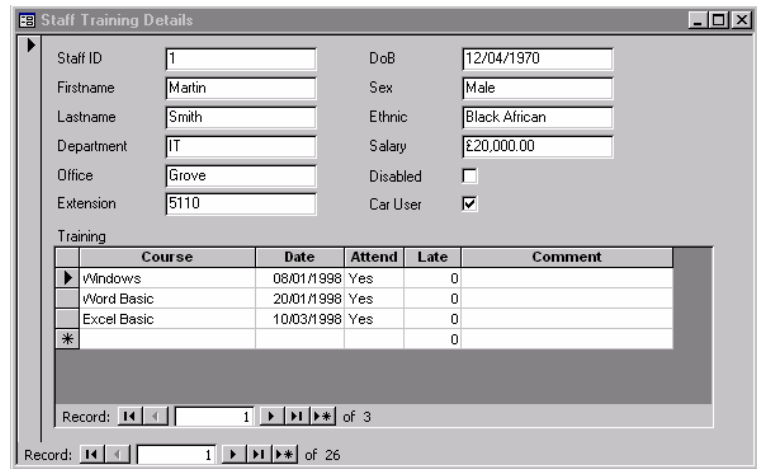 Staff Training Details
Staff ID 1 DoB 12/04/1970
Firstname Martin Sex Male
Lastname Smith Ethnic Black African
Department IT Salary £20,000.00
Office Grove Disabled
Extension 5110 Car User
Training
Course Date Attend Late Comment
Windows 08/01/1998 Yes 0
Word Basic 20/01/1998 Yes 0
Excel Basic 10/03/1998 Yes 0
0
Record: 1 of 3
Record: 1 of 26